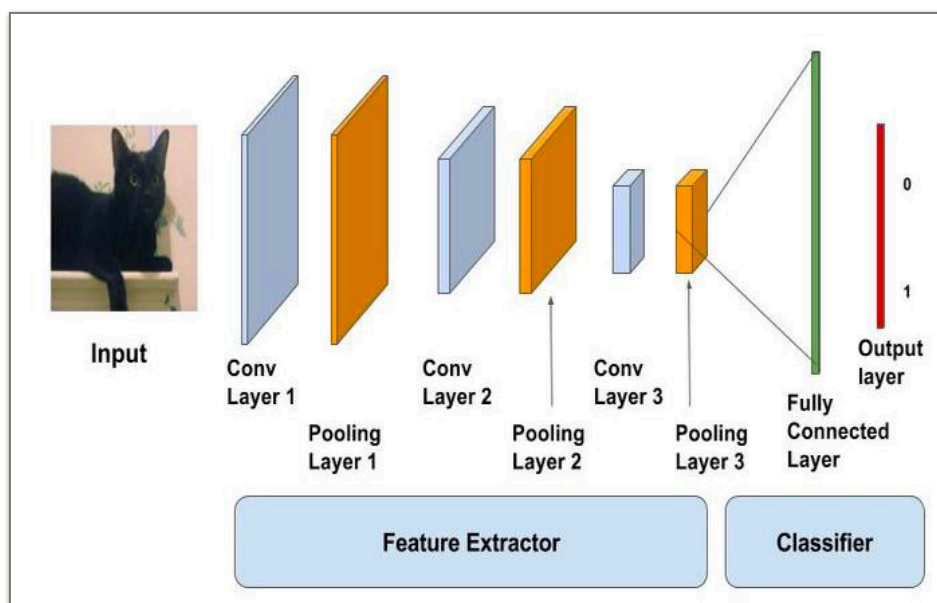 Input
Conv
Layer 1
Pooling
Layer 1
Conv
Layer 2
Pooling
Layer 2
Conv
Layer 3
Pooling
Layer 3
Fully
Connected
Layer
0
1
Output
layer
Feature Extractor
Classifier